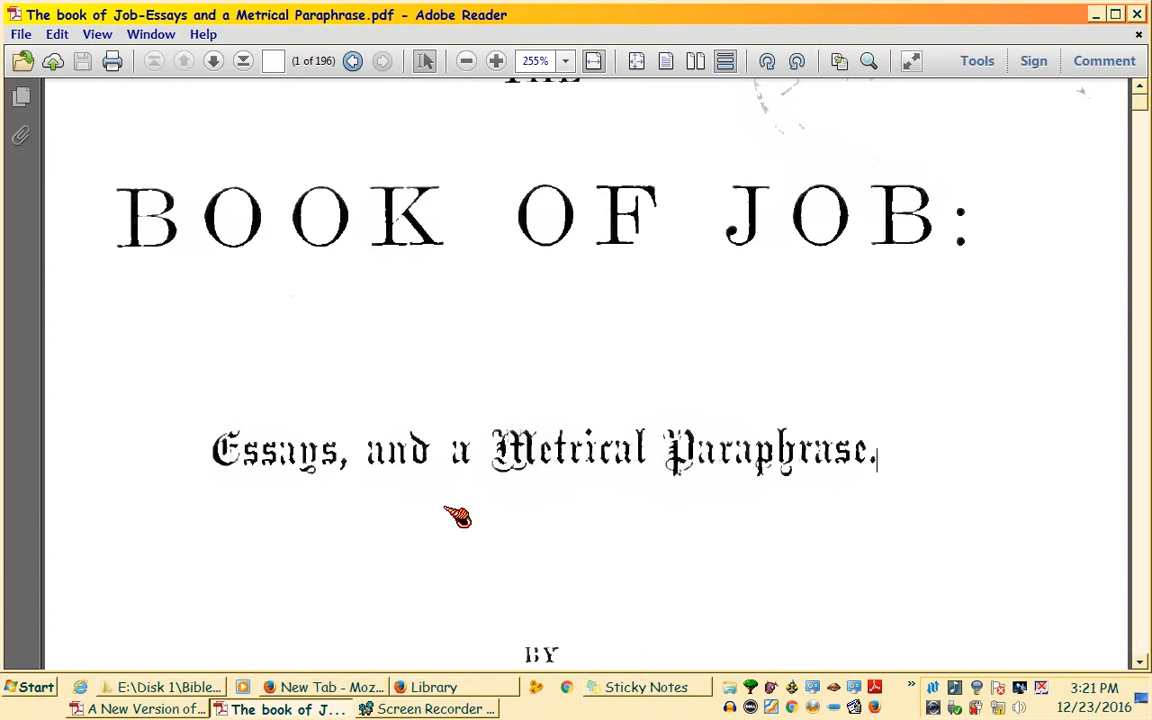 The book of Job-Essays and a Metrical Paraphrase.pdf - Adobe Reader
File Edit View Window Help
(1 of 196) 255% Tools Sign Comment
THE
BOOK OF JOB:
Essays, and a Metrical Paraphrase.
BY
Start E:\Disk 1\Bible... New Tab - Moz... Library Sticky Notes » 3:21 PM
A New Version of... The book of J... Screen Recorder ... 12/23/2016